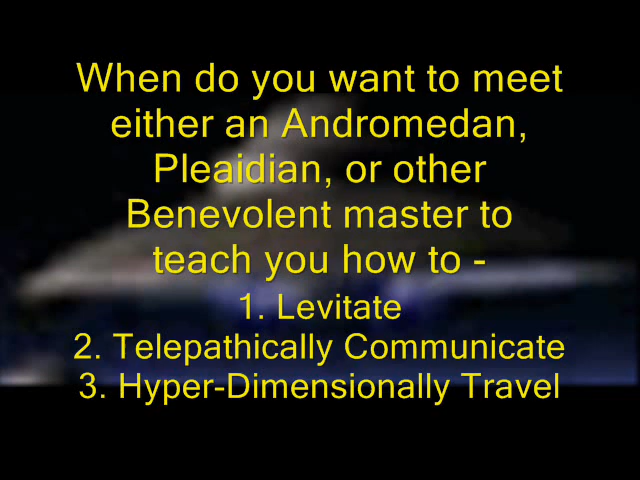 When do you want to meet
either an Andromedan,
Pleaidian, or other
Benevolent master to
teach you how to -
1. Levitate
2. Telepathically Communicate
3. Hyper-Dimensionally Travel